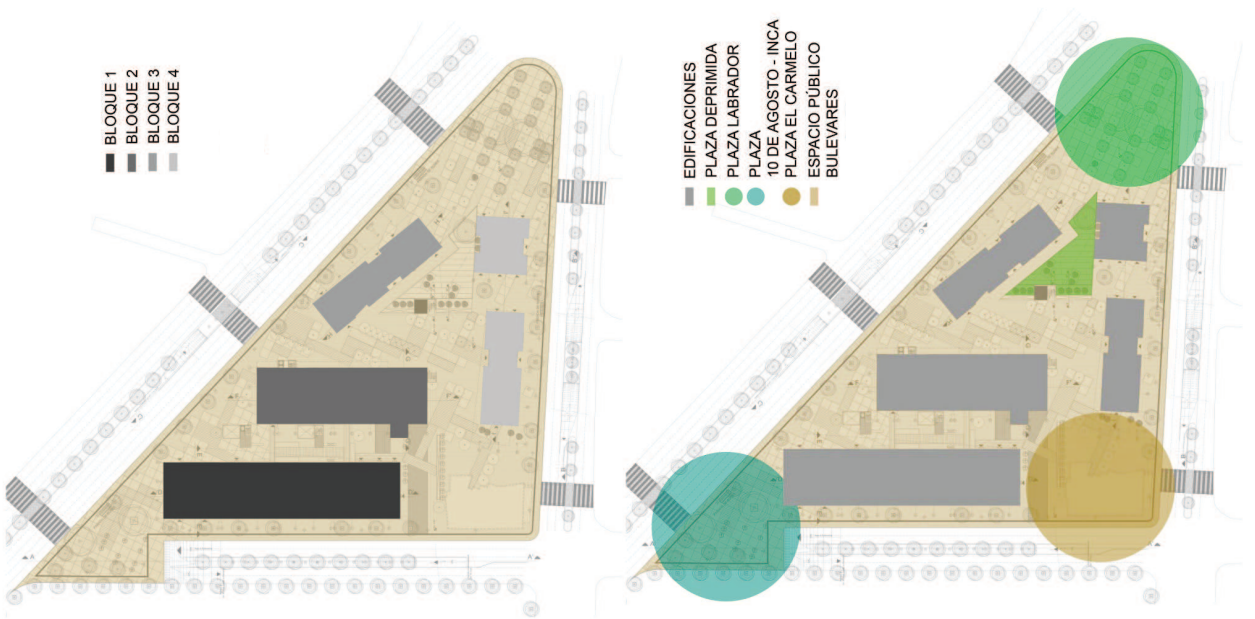 BLOQUE 1
BLOQUE 2
BLOQUE 3
BLOQUE 4
EDIFICACIONES
PLAZA DEPRIMIDA
PLAZA LABRADOR
PLAZA
10 DE AGOSTO - INCA
PLAZA EL CARMELO
ESPACIO PÚBLICO
BULEVARES